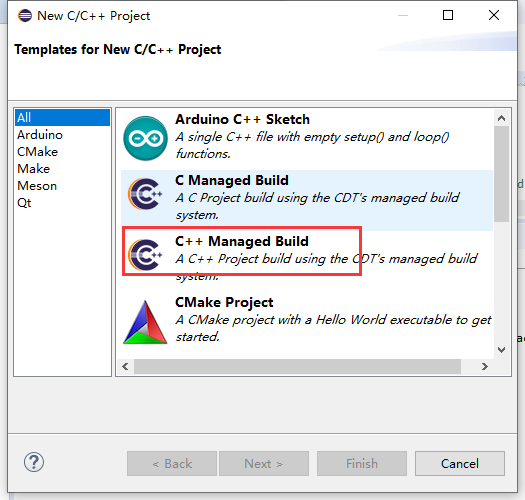 New C/C++ Project
Templates for New C/C++ Project
All
Arduino
CMake
Make
Meson
Qt
Arduino C++ Sketch
A single C++ file with empty setup() and loop()
functions.
C Managed Build
A C Project build using the CDT's managed build
system.
C++ Managed Build
A C++ Project build using the CDT's managed build
system.
CMake Project
A CMake project with a Hello World executable to get
started.
?
< Back
Next >
Finish
Cancel